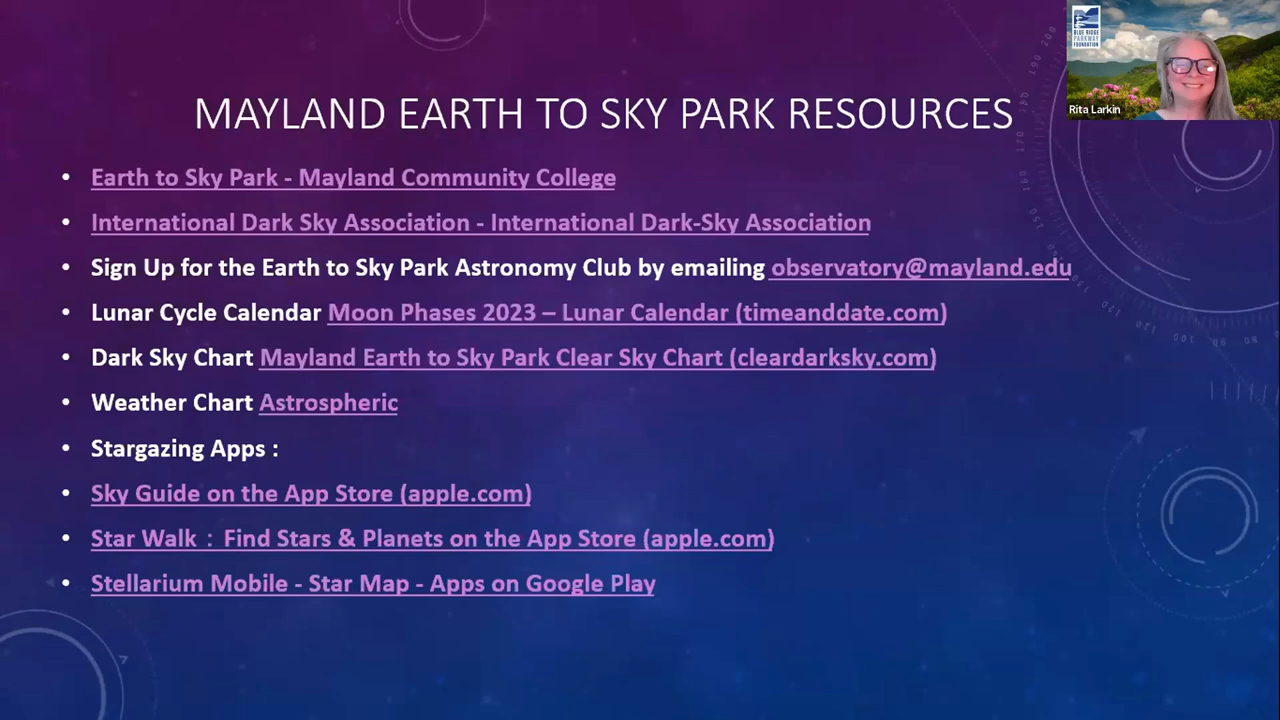 BLUE RIDGE
PARKWAY
FOUNDATION
Rita Larkin
MAYLAND EARTH TO SKY PARK RESOURCES
• Earth to Sky Park - Mayland Community College
• International Dark Sky Association - International Dark-Sky Association
• Sign Up for the Earth to Sky Park Astronomy Club by emailing observatory@mayland.edu
• Lunar Cycle Calendar Moon Phases 2023 – Lunar Calendar (timeanddate.com)
• Dark Sky Chart Mayland Earth to Sky Park Clear Sky Chart (cleardarksky.com)
• Weather Chart Astrospheric
• Stargazing Apps :
• Sky Guide on the App Store (apple.com)
• Star Walk : Find Stars & Planets on the App Store (apple.com)
• Stellarium Mobile - Star Map - Apps on Google Play